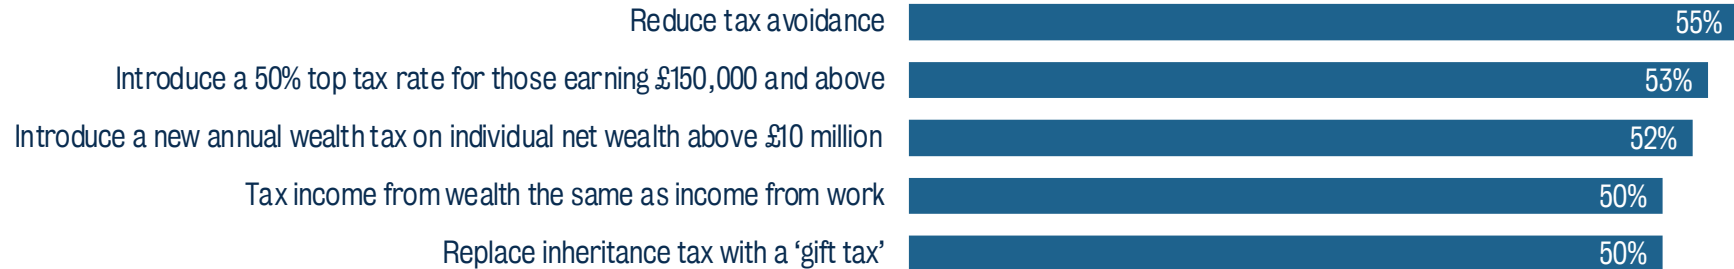 Reduce tax avoidance 55%
Introduce a 50% top tax rate for those earning £150,000 and above 53%
Introduce a new annual wealth tax on individual net wealth above £10 million 52%
Tax income from wealth the same as income from work 50%
Replace inheritance tax with a ‘gift tax’ 50%